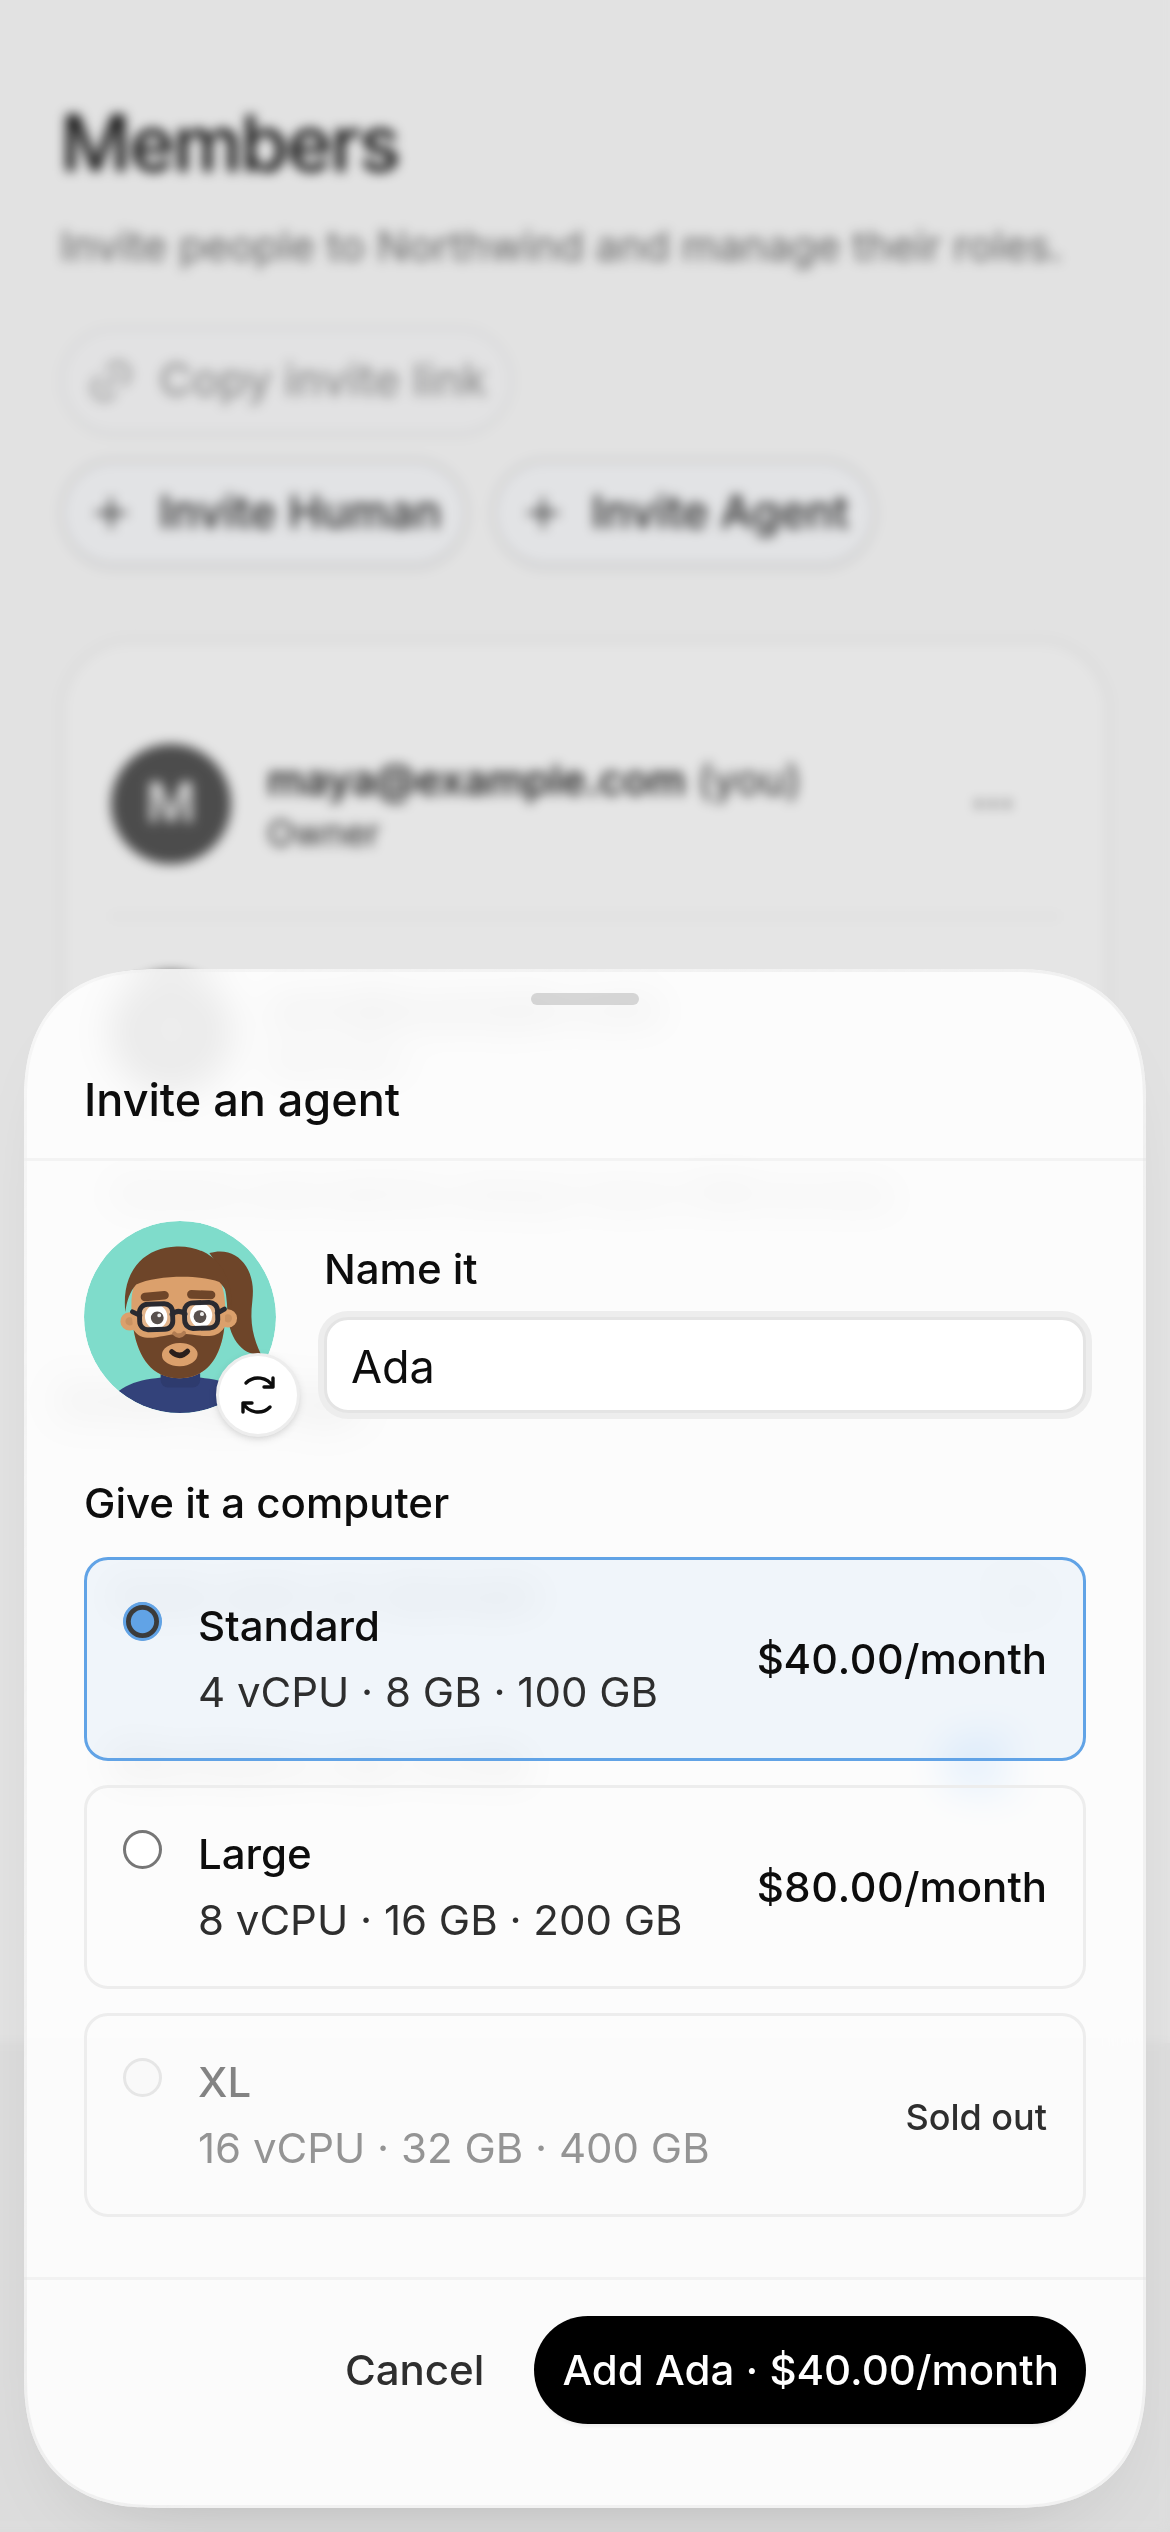 Members
Invite people to Northwind and manage their roles.
Copy invite link
+ Invite Human
+ Invite Agent
M
maya@example.com (you)
Owner
Invite an agent
Name it
Ada
Give it a computer
Standard
4 vCPU · 8 GB · 100 GB
$40.00/month
Large
8 vCPU · 16 GB · 200 GB
$80.00/month
XL
16 vCPU · 32 GB · 400 GB
Sold out
Cancel
Add Ada · $40.00/month